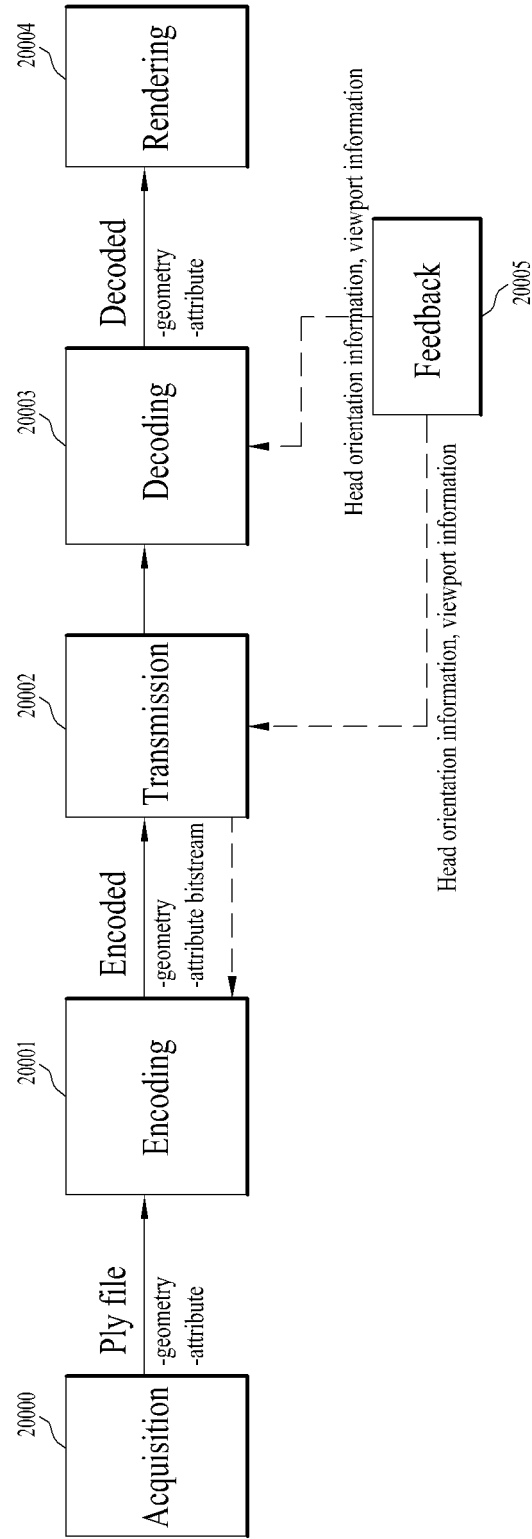 20000
Acquisition
Ply file
-geometry
-attribute
20001
Encoding
Encoded
-geometry
-attribute bitstream
20002
Transmission
20003
Decoding
Decoded
-geometry
-attribute
20004
Rendering
Head orientation information, viewport information
Feedback
20005
Head orientation information, viewport information